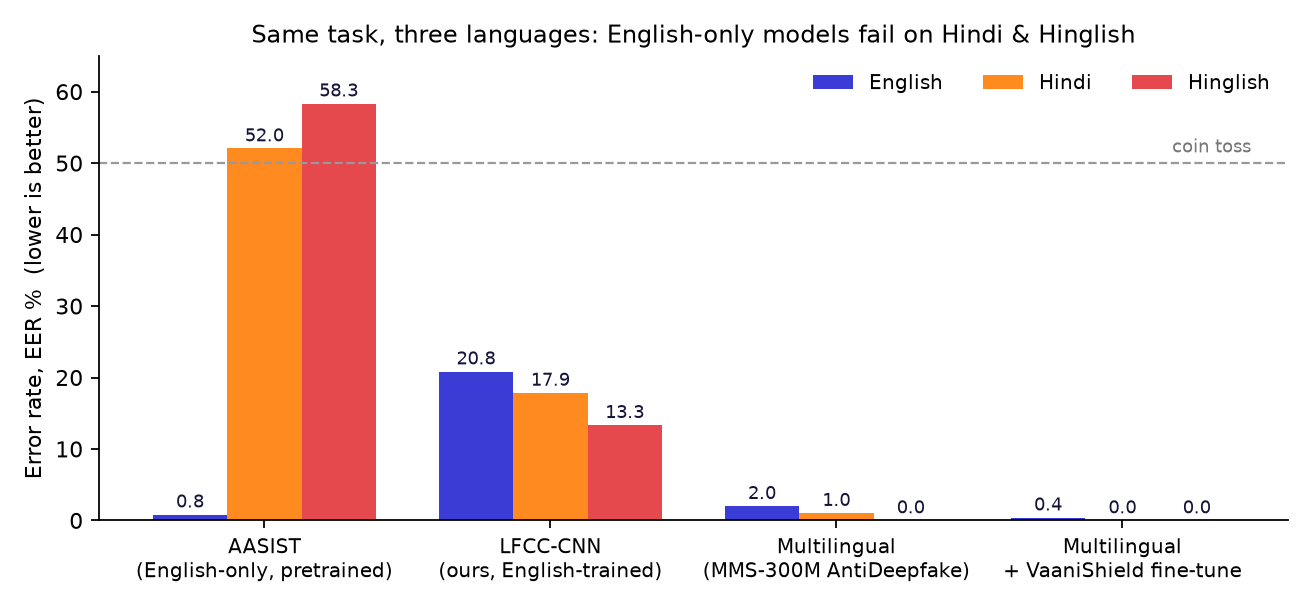 Same task, three languages: English-only models fail on Hindi & Hinglish
English Hindi Hinglish
Error rate, EER % (lower is better)
60
50
40
30
20
10
0
coin toss
0.8 52.0 58.3
20.8 17.9 13.3
2.0 1.0 0.0
0.4 0.0 0.0
AASIST
(English-only, pretrained)
LFCC-CNN
(ours, English-trained)
Multilingual
(MMS-300M AntiDeepfake)
Multilingual
+ VaaniShield fine-tune